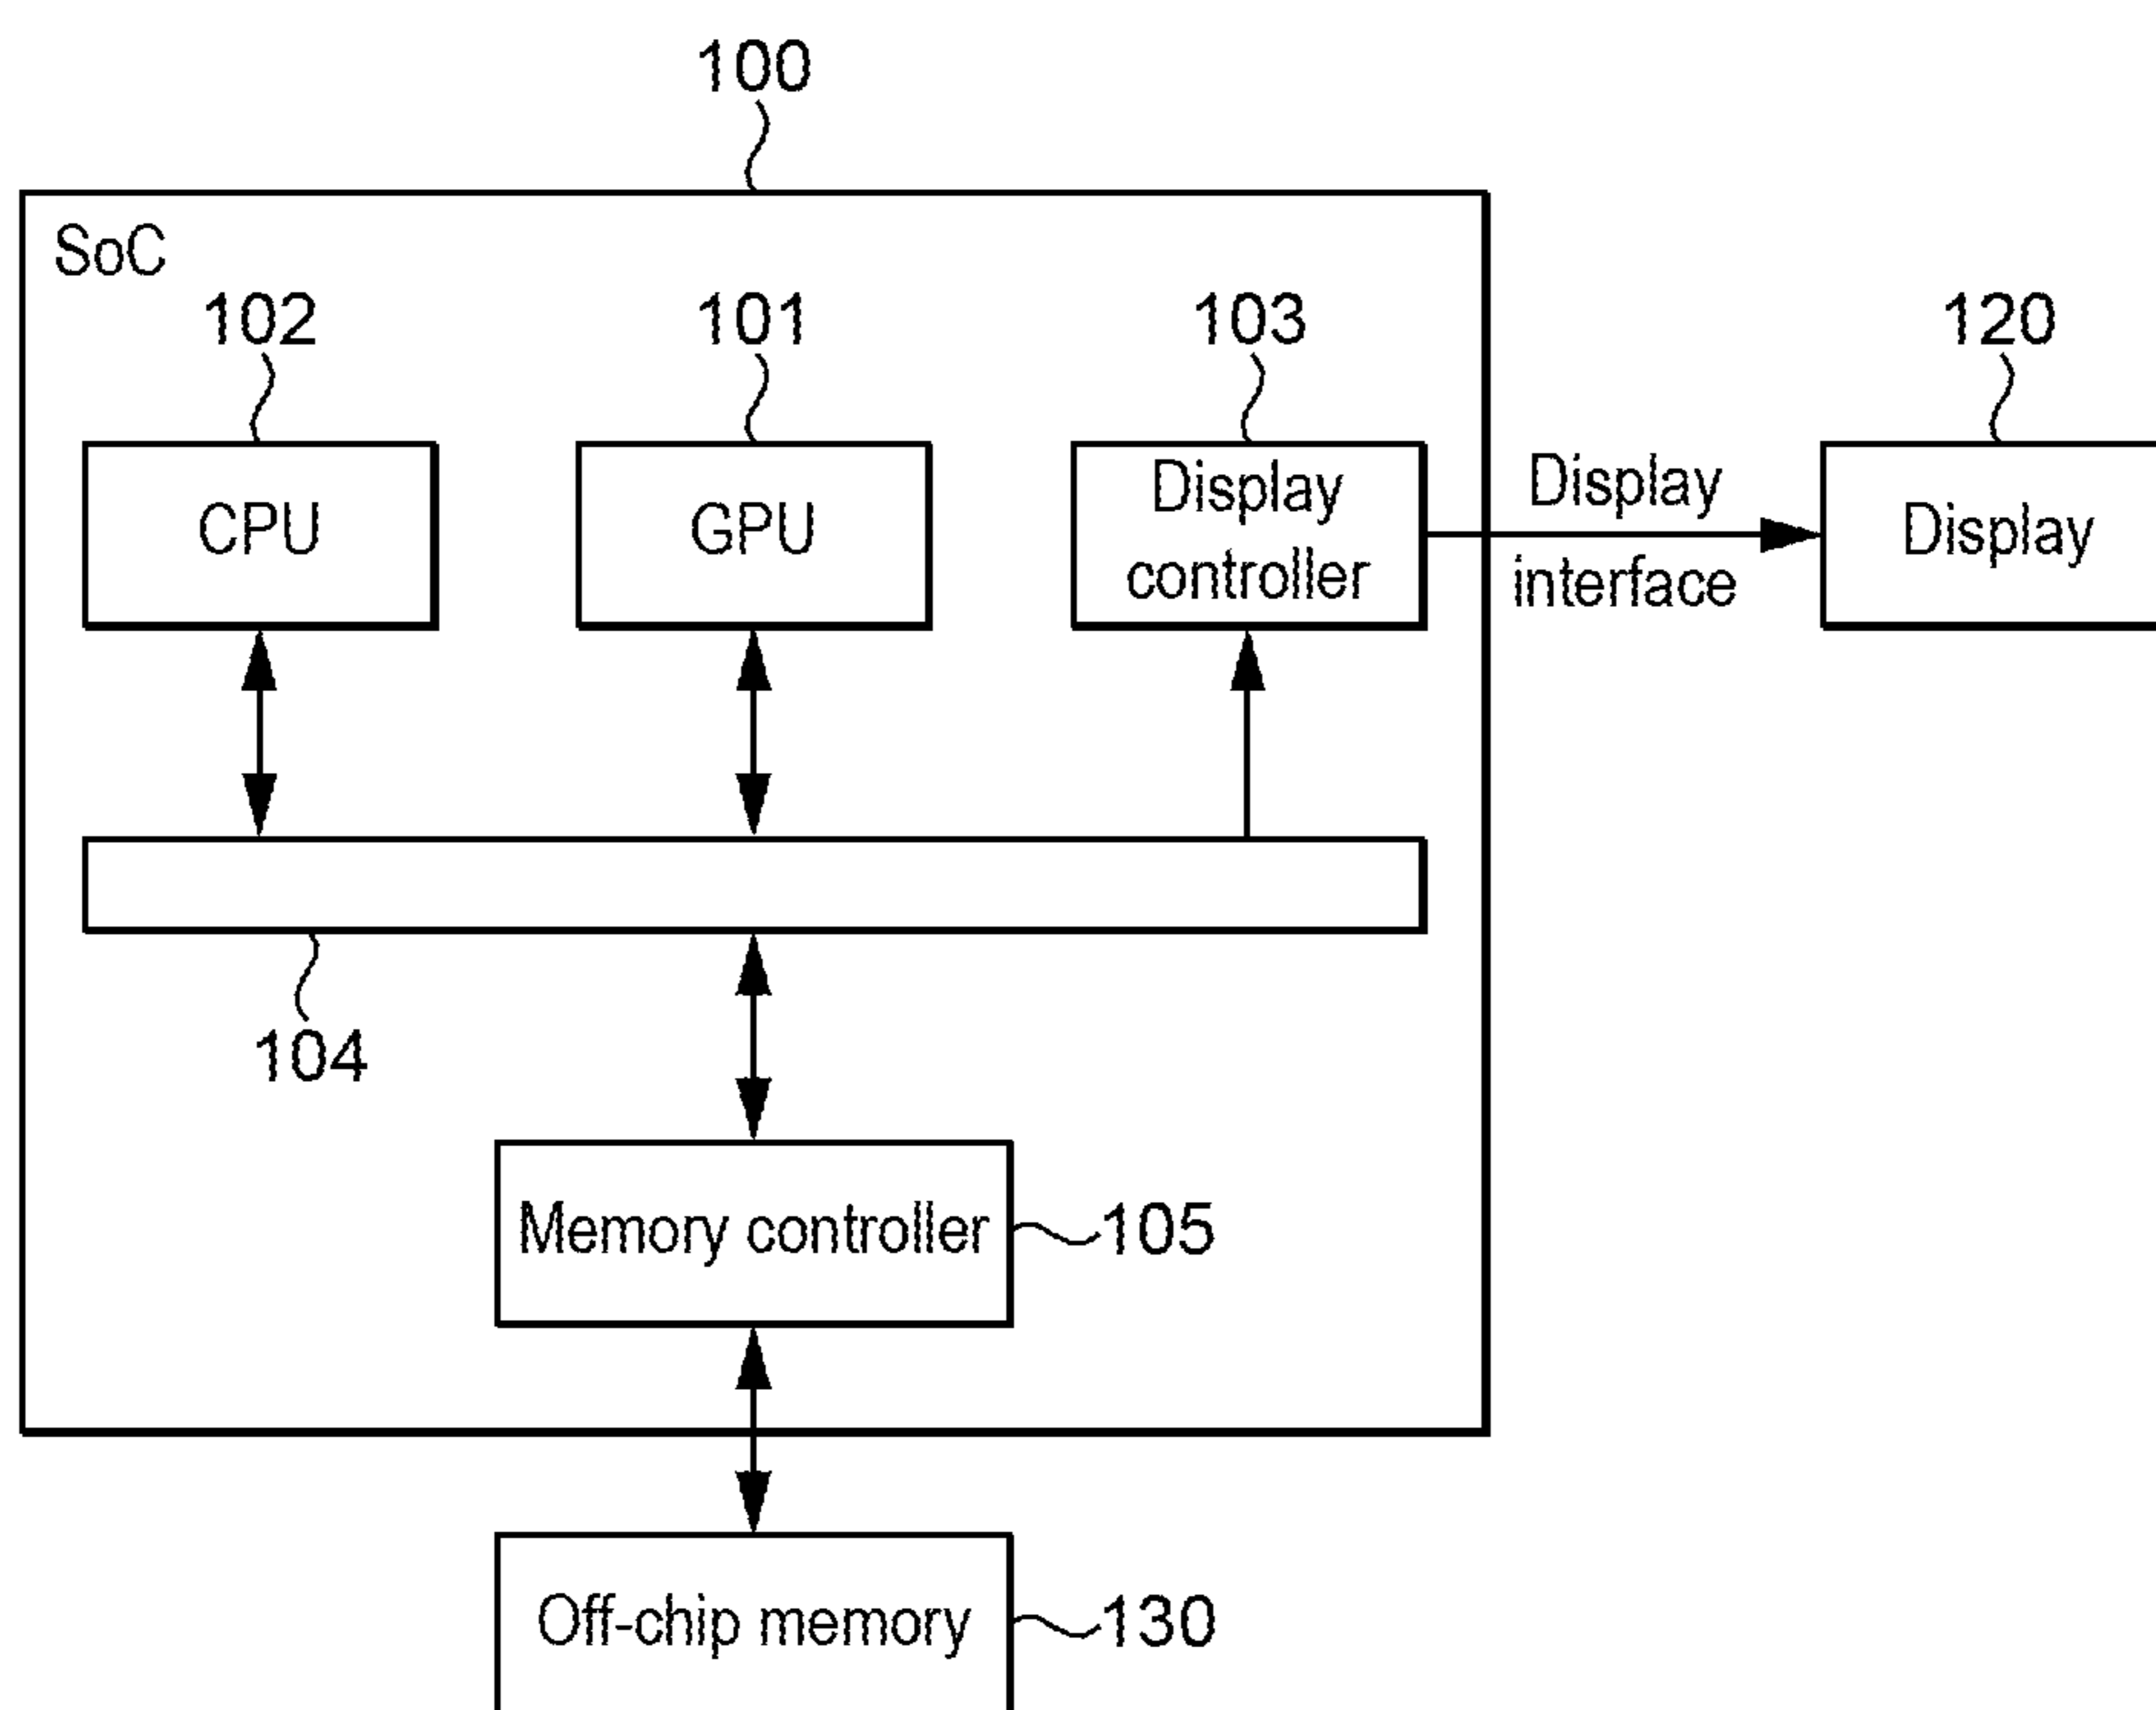 100
SoC
102
101
103
120
CPU
GPU
Display
controller
Display
interface
Display
104
Memory controller
105
Off-chip memory
130